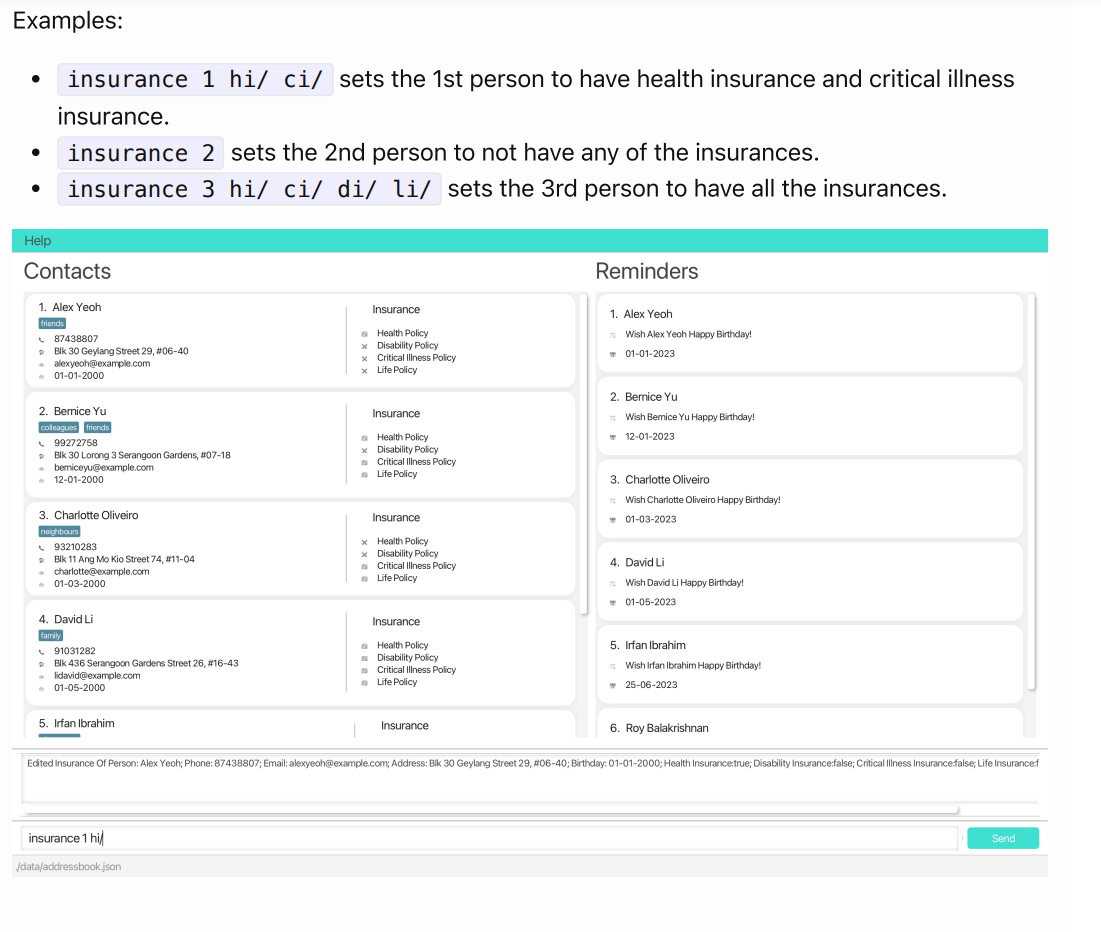 Examples:
insurance 1 hi/ ci/ sets the 1st person to have health insurance and critical illness
insurance.
insurance 2 sets the 2nd person to not have any of the insurances.
insurance 3 hi/ ci/ di/ li/ sets the 3rd person to have all the insurances.
Help
Contacts
1. Alex Yeoh
friends
87438807
Blk 30 Geylang Street 29, #06-40
alexyeoh@example.com
01-01-2000
Insurance
Health Policy
Disability Policy
Critical Illness Policy
Life Policy
2. Bernice Yu
colleagues friends
99272758
Blk 30 Lorong 3 Serangoon Gardens, #07-18
berniceyu@example.com
12-01-2000
Insurance
Health Policy
Disability Policy
Critical Illness Policy
Life Policy
3. Charlotte Oliveiro
neighbours
93210283
Blk 11 Ang Mo Kio Street 74, #11-04
charlotte@example.com
01-03-2000
Insurance
Health Policy
Disability Policy
Critical Illness Policy
Life Policy
4. David Li
family
91031282
Blk 436 Serangoon Gardens Street 26, #16-43
lidavid@example.com
01-05-2000
Insurance
Health Policy
Disability Policy
Critical Illness Policy
Life Policy
5. Irfan Ibrahim
Insurance
Reminders
1. Alex Yeoh
Wish Alex Yeoh Happy Birthday!
01-01-2023
2. Bernice Yu
Wish Bernice Yu Happy Birthday!
12-01-2023
3. Charlotte Oliveiro
Wish Charlotte Oliveiro Happy Birthday!
01-03-2023
4. David Li
Wish David Li Happy Birthday!
01-05-2023
5. Irfan Ibrahim
Wish Irfan Ibrahim Happy Birthday!
25-06-2023
6. Roy Balakrishnan
Edited Insurance Of Person: Alex Yeoh; Phone: 87438807; Email: alexyeoh@example.com; Address: Blk 30 Geylang Street 29, #06-40; Birthday: 01-01-2000; Health Insurance:true; Disability Insurance:false; Critical Illness Insurance:false; Life Insurance:f
insurance 1 hi/
Send
./data/addressbook.json